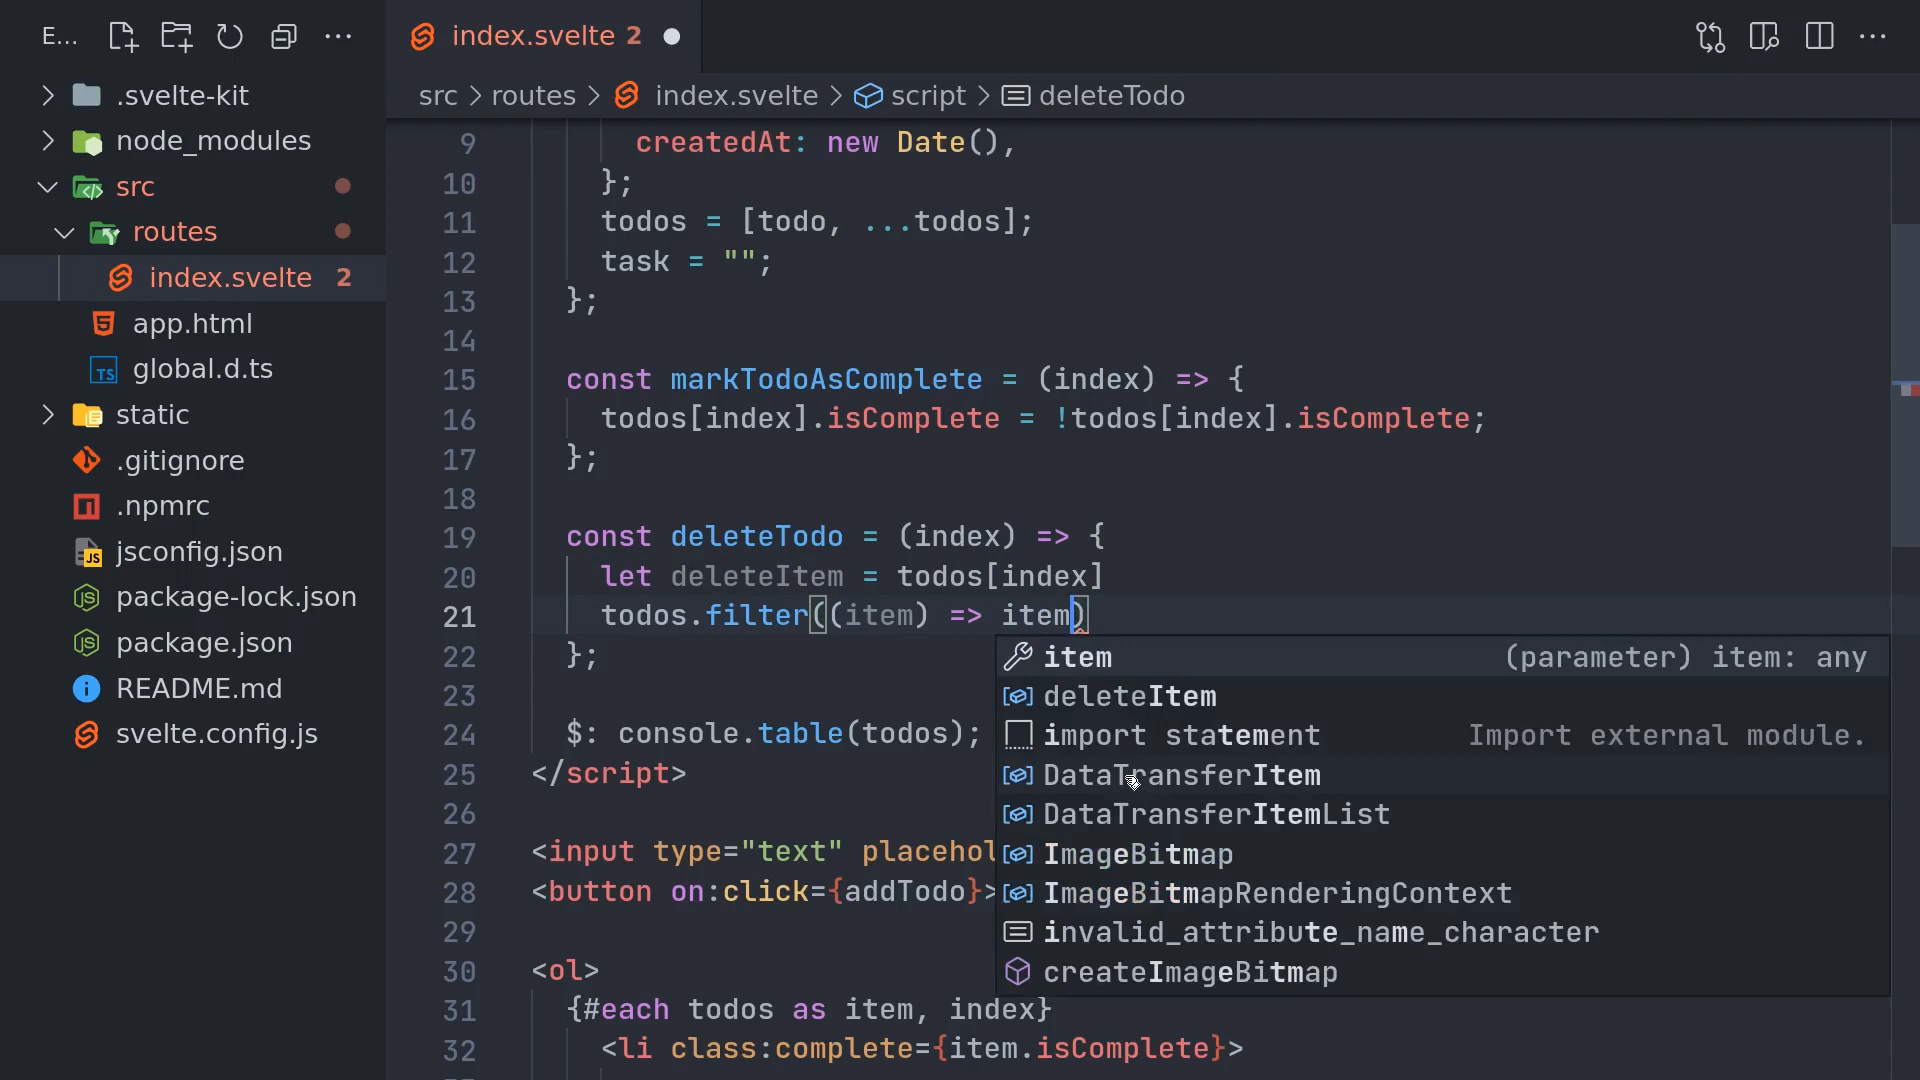 E...
index.svelte 2
src > routes > index.svelte > script > deleteTodo
.svelte-kit
node_modules
src
routes
index.svelte 2
app.html
global.d.ts
static
.gitignore
.npmrc
jsconfig.json
package-lock.json
package.json
README.md
svelte.config.js
9 createdAt: new Date(),
10 };
11 todos = [todo, ...todos];
12 task = "";
13 };
14
15 const markTodoAsComplete = (index) => {
16 todos[index].isComplete = !todos[index].isComplete;
17 };
18
19 const deleteTodo = (index) => {
20 let deleteItem = todos[index]
21 todos.filter((item) => item)
22 };
23
24 $: console.table(todos);
25 </script>
26
27 <input type="text" placehol
28 <button on:click={addTodo}>
29
30 <ol>
31 {#each todos as item, index}
32 <li class:complete={item.isComplete}>
item (parameter) item: any
deleteItem
import statement Import external module.
DataTransferItem
DataTransferItemList
ImageBitmap
ImageBitmapRenderingContext
invalid_attribute_name_character
createImageBitmap